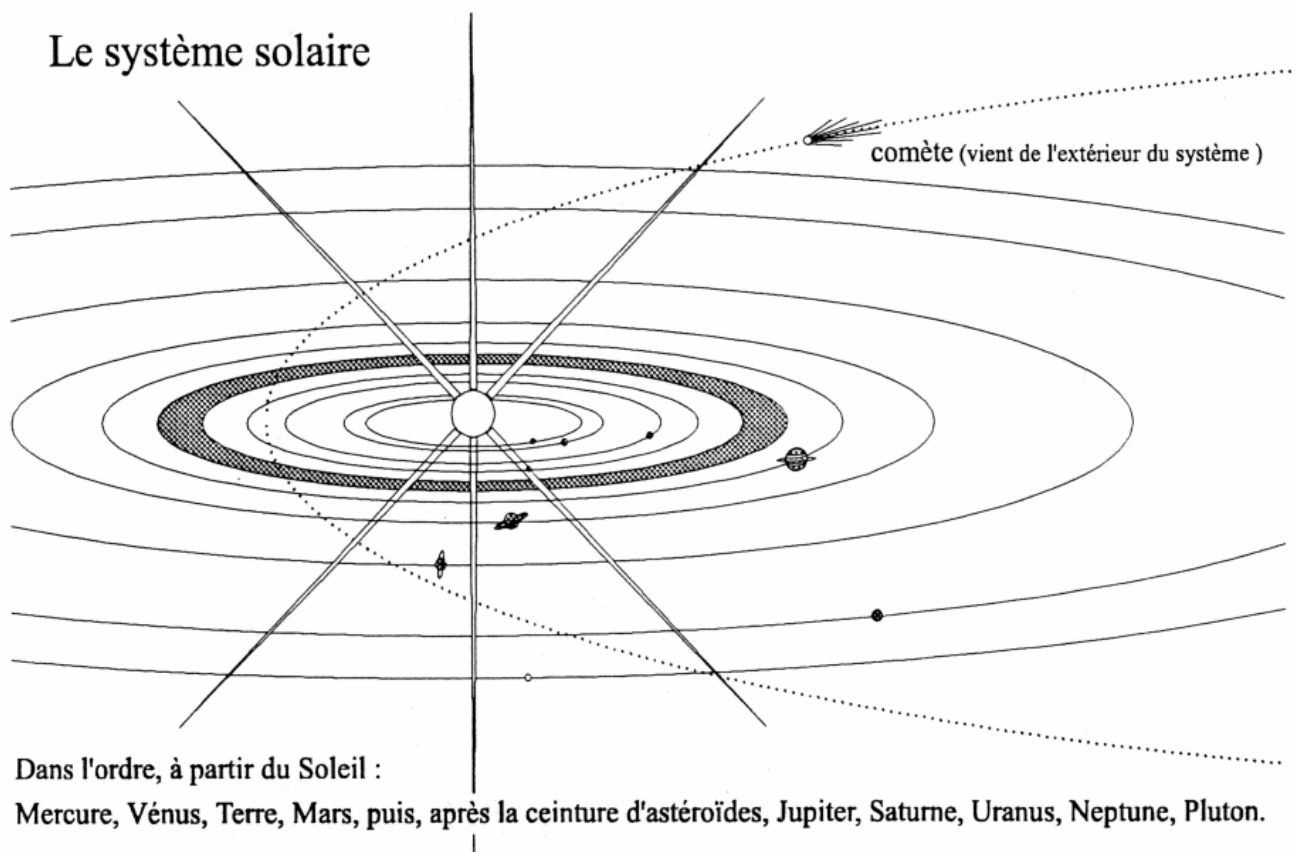 Le système solaire
comète (vient de l'extérieur du système )
Dans l'ordre, à partir du Soleil :
Mercure, Vénus, Terre, Mars, puis, après la ceinture d'astéroïdes, Jupiter, Saturne, Uranus, Neptune, Pluton.